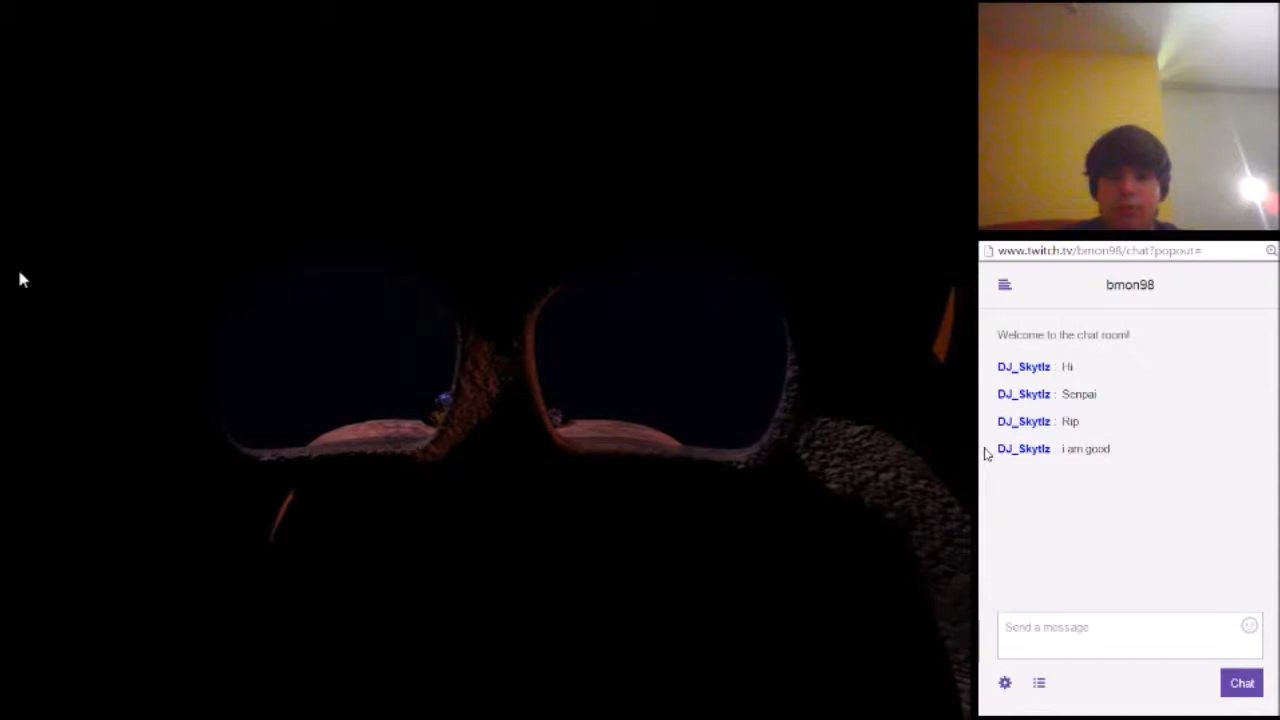 www.twitch.tv/bmon98/chat?popout=
bmon98
Welcome to the chat room!
DJ_Skytlz : Hi
DJ_Skytlz : Senpai
DJ_Skytlz : Rip
DJ_Skytlz i am good
Send a message
Chat